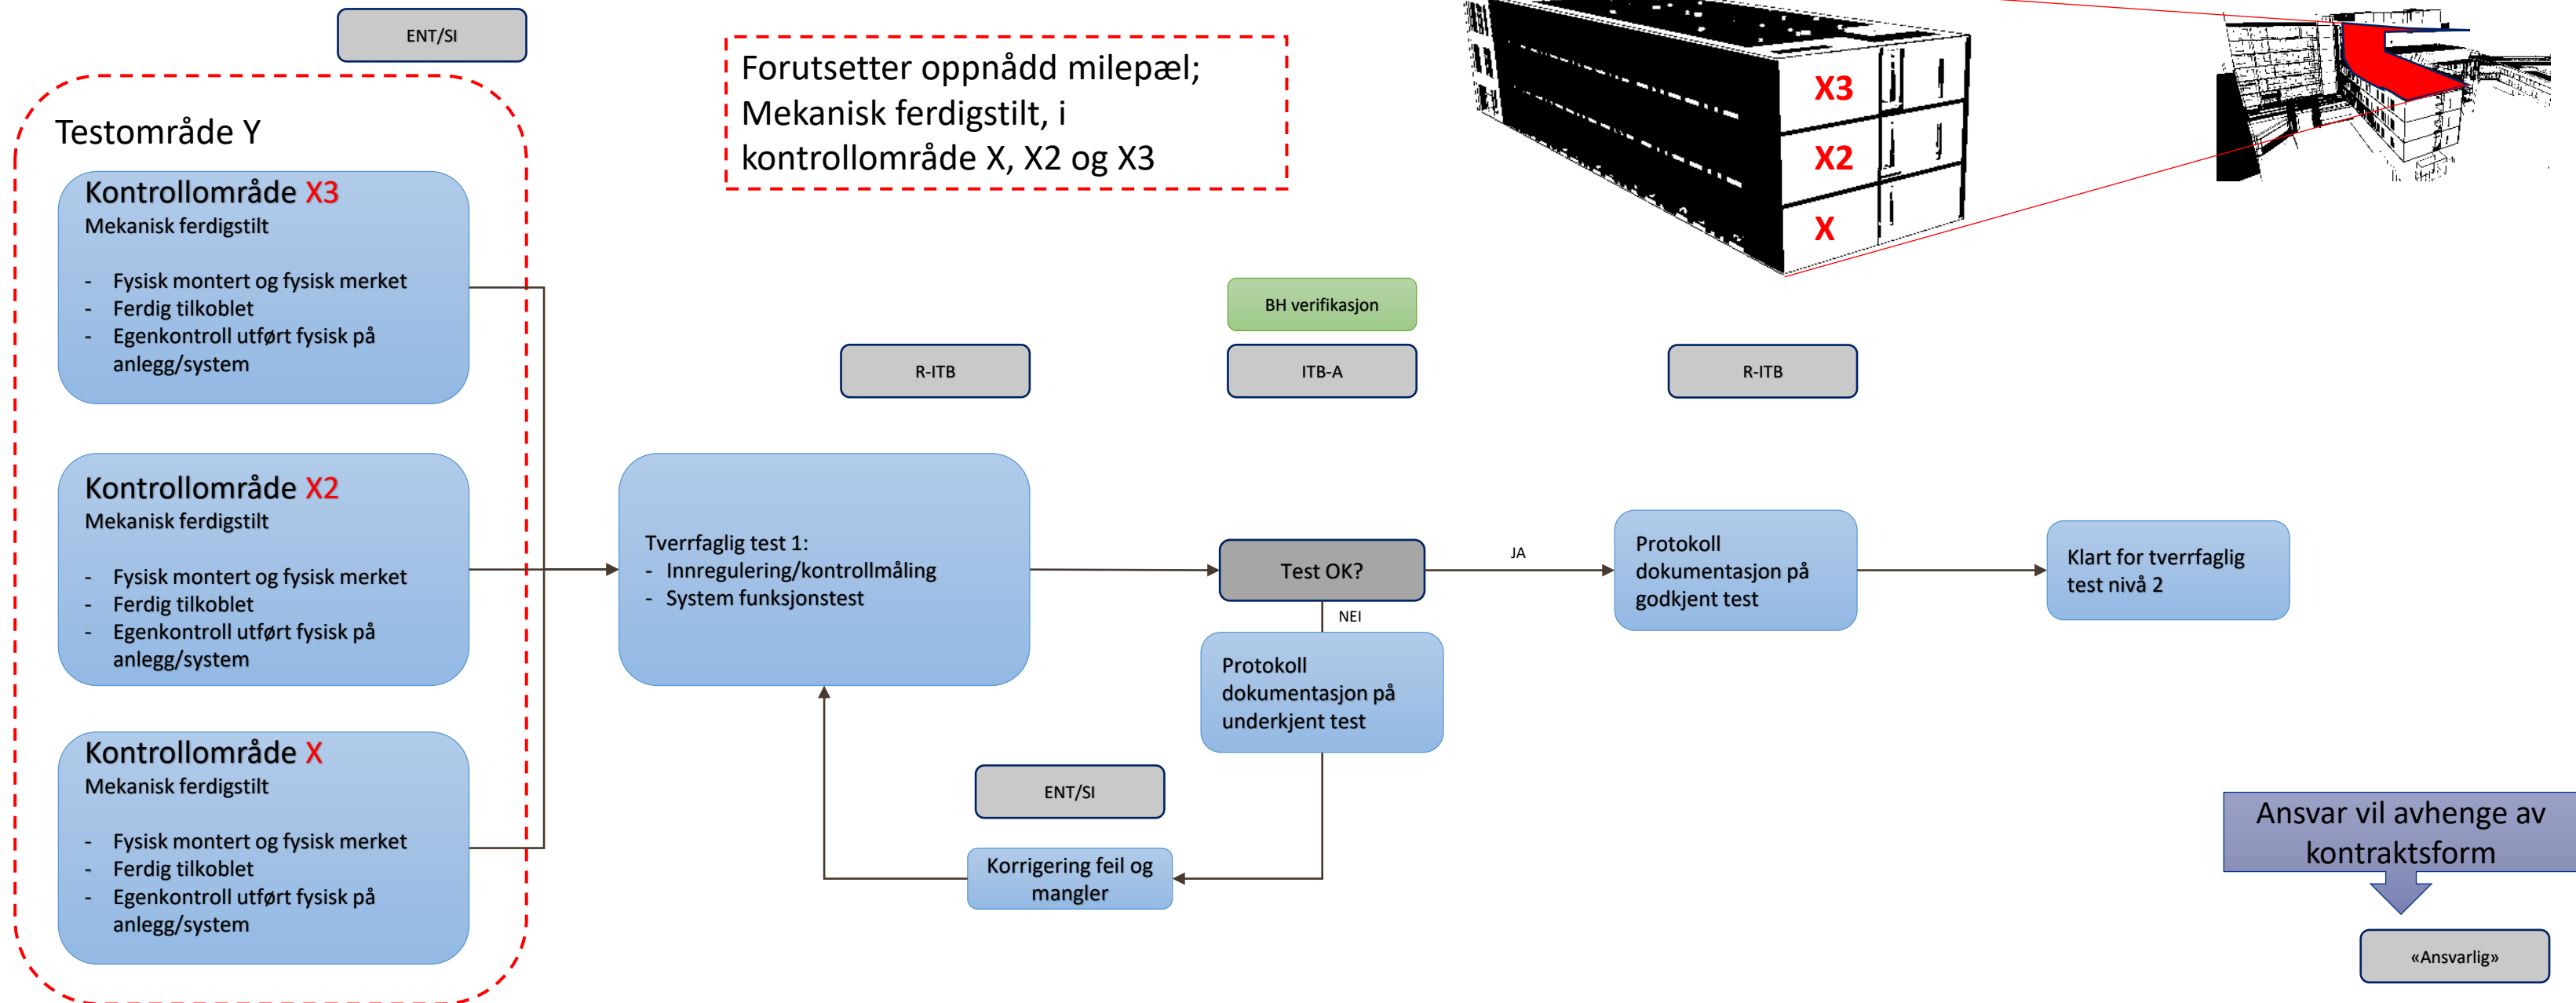 ENT/SI
Testområde Y
Kontrollområde X3
Mekanisk ferdigstilt
- Fysisk montert og fysisk merket
- Ferdig tilkoblet
- Egenkontroll utført fysisk på
anlegg/system
Kontrollområde X2
Mekanisk ferdigstilt
- Fysisk montert og fysisk merket
- Ferdig tilkoblet
- Egenkontroll utført fysisk på
anlegg/system
Kontrollområde X
Mekanisk ferdigstilt
- Fysisk montert og fysisk merket
- Ferdig tilkoblet
- Egenkontroll utført fysisk på
anlegg/system
Forutsetter oppnådd milepæl;
Mekanisk ferdigstilt, i
kontrollområde X, X2 og X3
X3
X2
X
R-ITB
Tverrfaglig test 1:
- Innregulering/kontrollmåling
- System funksjonstest
BH verifikasjon
ITB-A
Test OK?
JA
NEI
Protokoll
dokumentasjon på
underkjent test
ENT/SI
Korrigering feil og
mangler
R-ITB
Protokoll
dokumentasjon på
godkjent test
Klart for tverrfaglig
test nivå 2
Ansvar vil avhenge av
kontraktsform
«Ansvarlig»